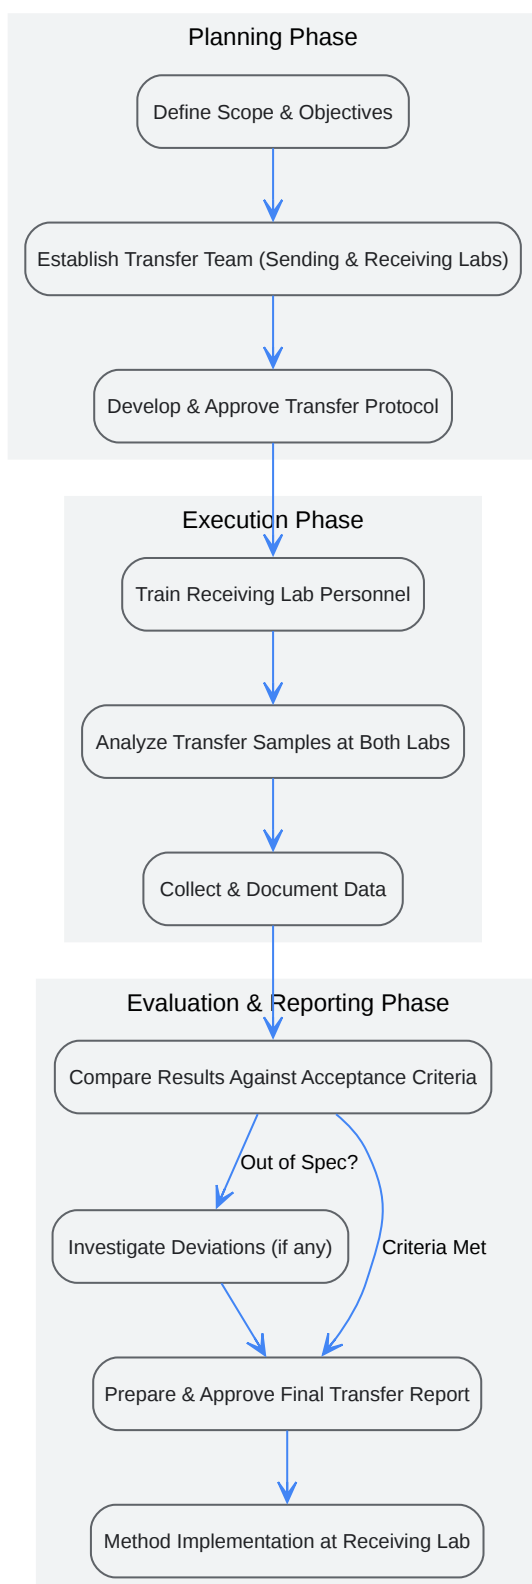 Planning Phase
Define Scope & Objectives
Establish Transfer Team (Sending & Receiving Labs)
Develop & Approve Transfer Protocol
Execution Phase
Train Receiving Lab Personnel
Analyze Transfer Samples at Both Labs
Collect & Document Data
Evaluation & Reporting Phase
Compare Results Against Acceptance Criteria
Out of Spec?
Investigate Deviations (if any)
Criteria Met
Prepare & Approve Final Transfer Report
Method Implementation at Receiving Lab